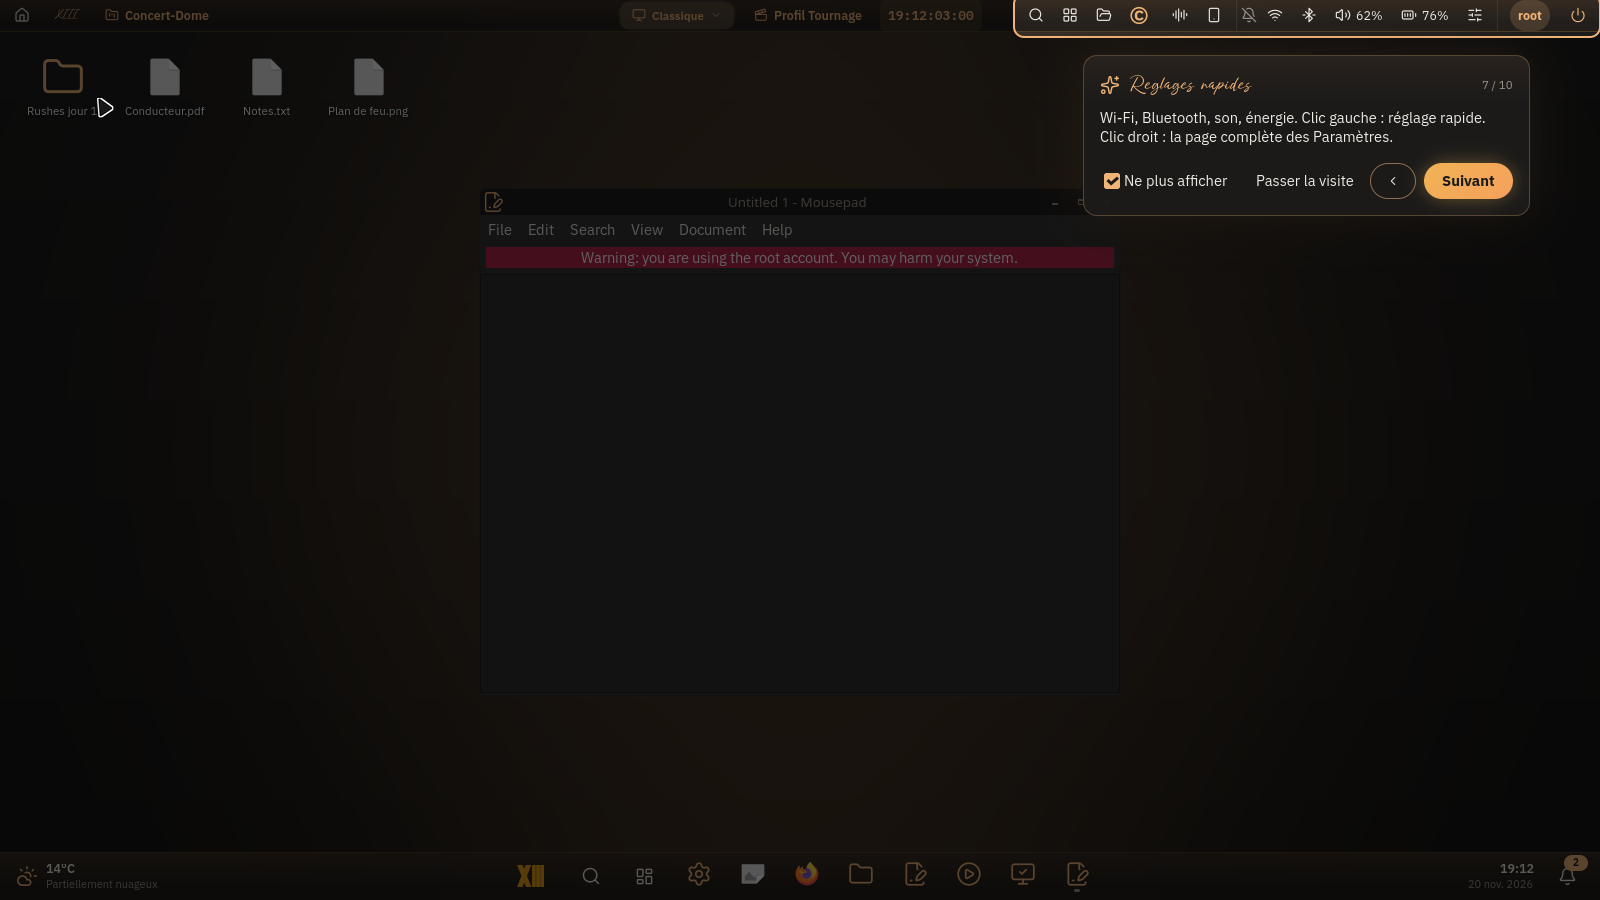 XIII
Concert-Dome
Classique
Profil Tournage
19:12:03:00
62%
76%
root
Rushes jour 1
Conducteur.pdf
Notes.txt
Plan de feu.png
Reglages rapides
7 / 10
Wi-Fi, Bluetooth, son, énergie. Clic gauche : réglage rapide.
Clic droit : la page complète des Paramètres.
Ne plus afficher
Passer la visite
Suivant
Untitled 1 - Mousepad
File Edit Search View Document Help
Warning: you are using the root account. You may harm your system.
14°C
Partiellement nuageux
XIII
19:12
20 nov. 2026
2